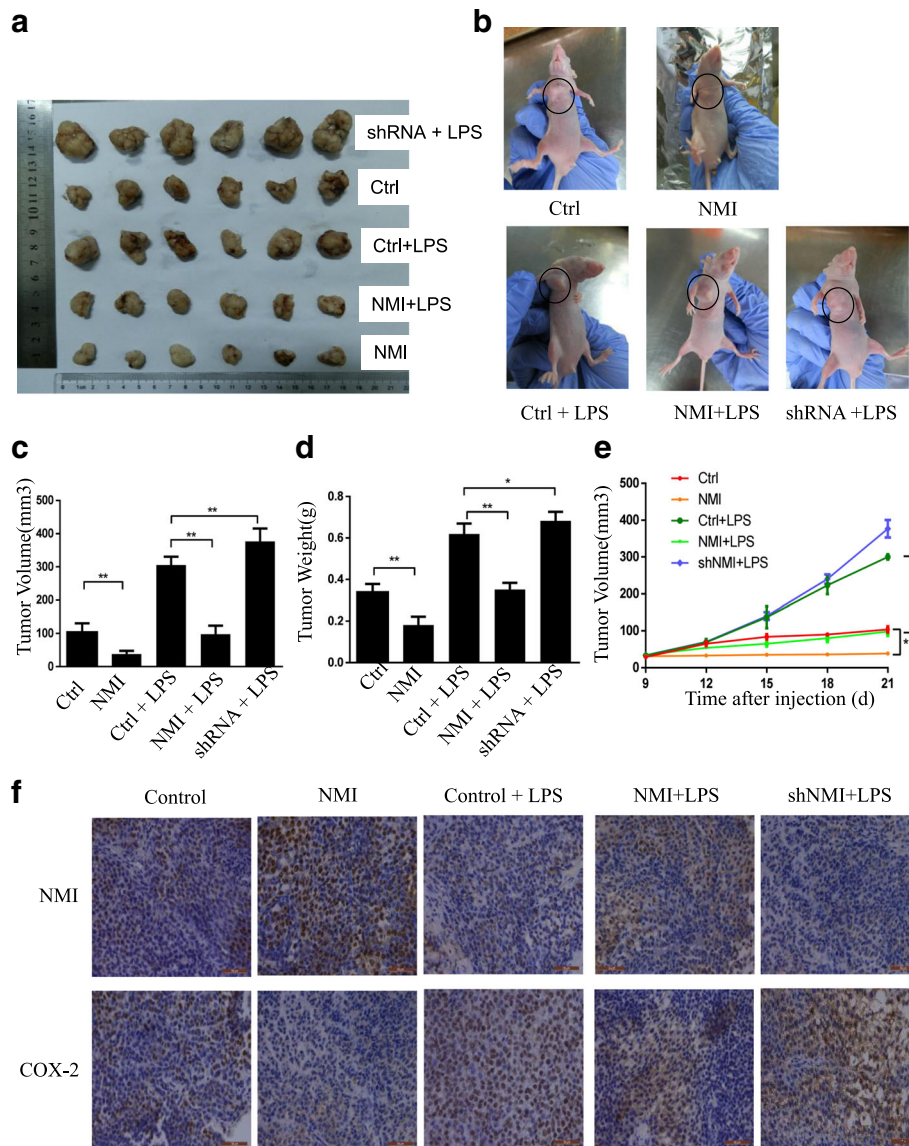 a
b
shRNA + LPS
Ctrl
Ctrl+LPS
NMI+LPS
NMI
Ctrl
NMI
Ctrl + LPS
NMI+LPS
shRNA +LPS
c
d
e
Tumor Volume(mm3)
500
400
300
200
100
0
**
**
**
Ctrl
NMI
Ctrl + LPS
NMI + LPS
shRNA + LPS
Tumor Weight(g)
0.8
0.6
0.4
0.2
0.0
**
**
*
Ctrl
NMI
Ctrl + LPS
NMI + LPS
shRNA + LPS
Tumor Volume(mm3)
500
400
300
200
100
0
Ctrl
NMI
Ctrl+LPS
NMI+LPS
shNMI+LPS
*
9
12
15
18
21
Time after injection (d)
f
Control
NMI
Control + LPS
NMI+LPS
shNMI+LPS
NMI
COX-2